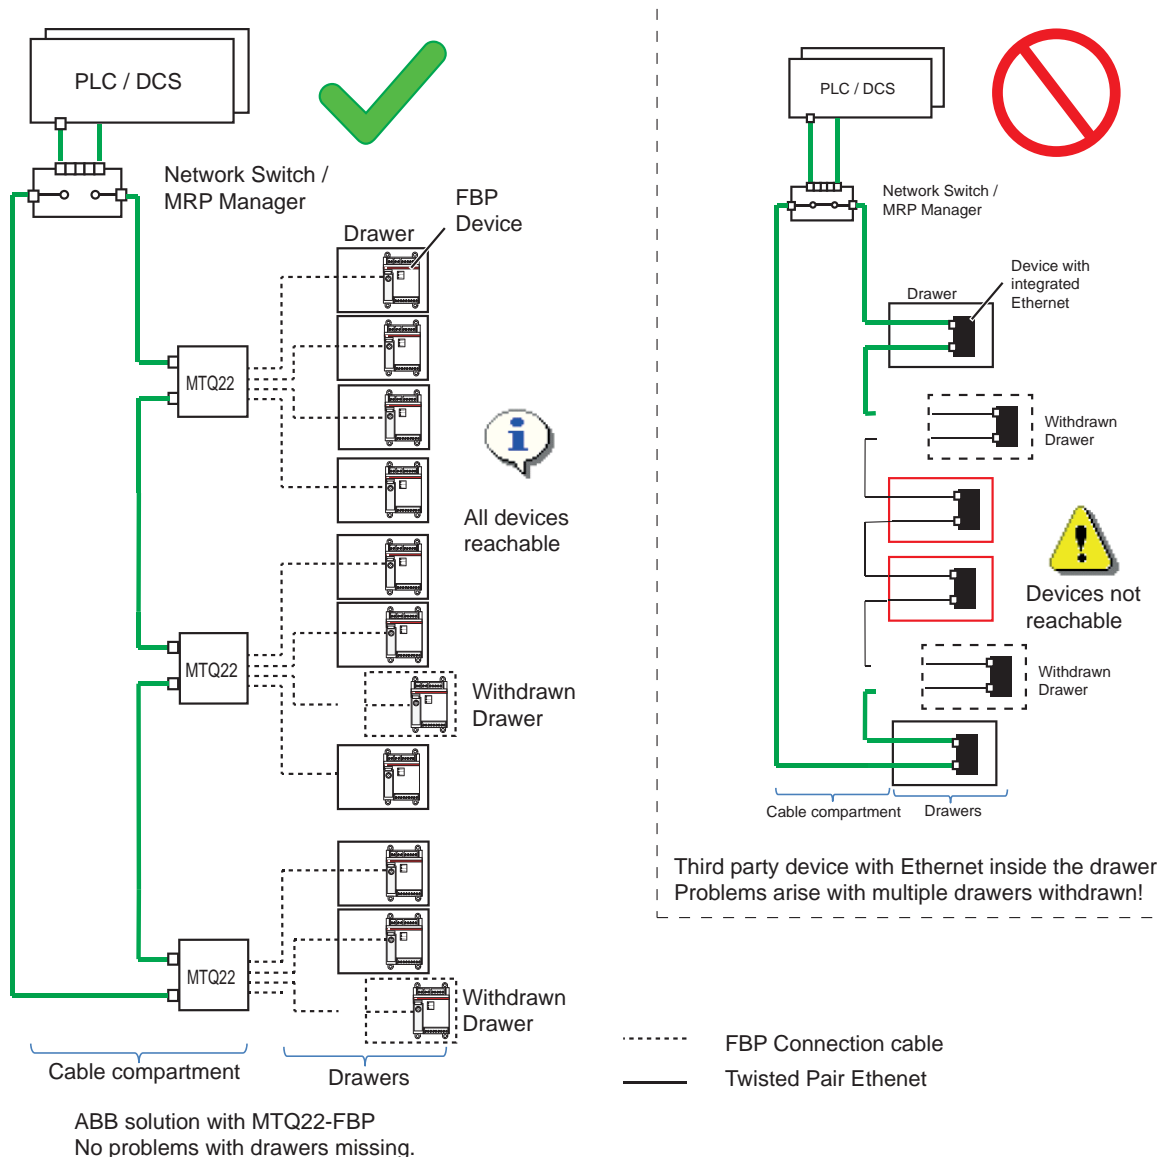 PLC / DCS
Network Switch /
MRP Manager
FBP
Device
Drawer
MTQ22
All devices
reachable
MTQ22
Withdrawn
Drawer
MTQ22
Withdrawn
Drawer
Cable compartment
Drawers
ABB solution with MTQ22-FBP
No problems with drawers missing.
PLC / DCS
Network Switch /
MRP Manager
Device with
integrated
Ethernet
Drawer
Withdrawn
Drawer
Devices not
reachable
Withdrawn
Drawer
Cable compartment
Drawers
Third party device with Ethernet inside the drawer
Problems arise with multiple drawers withdrawn!
FBP Connection cable
Twisted Pair Ethenet